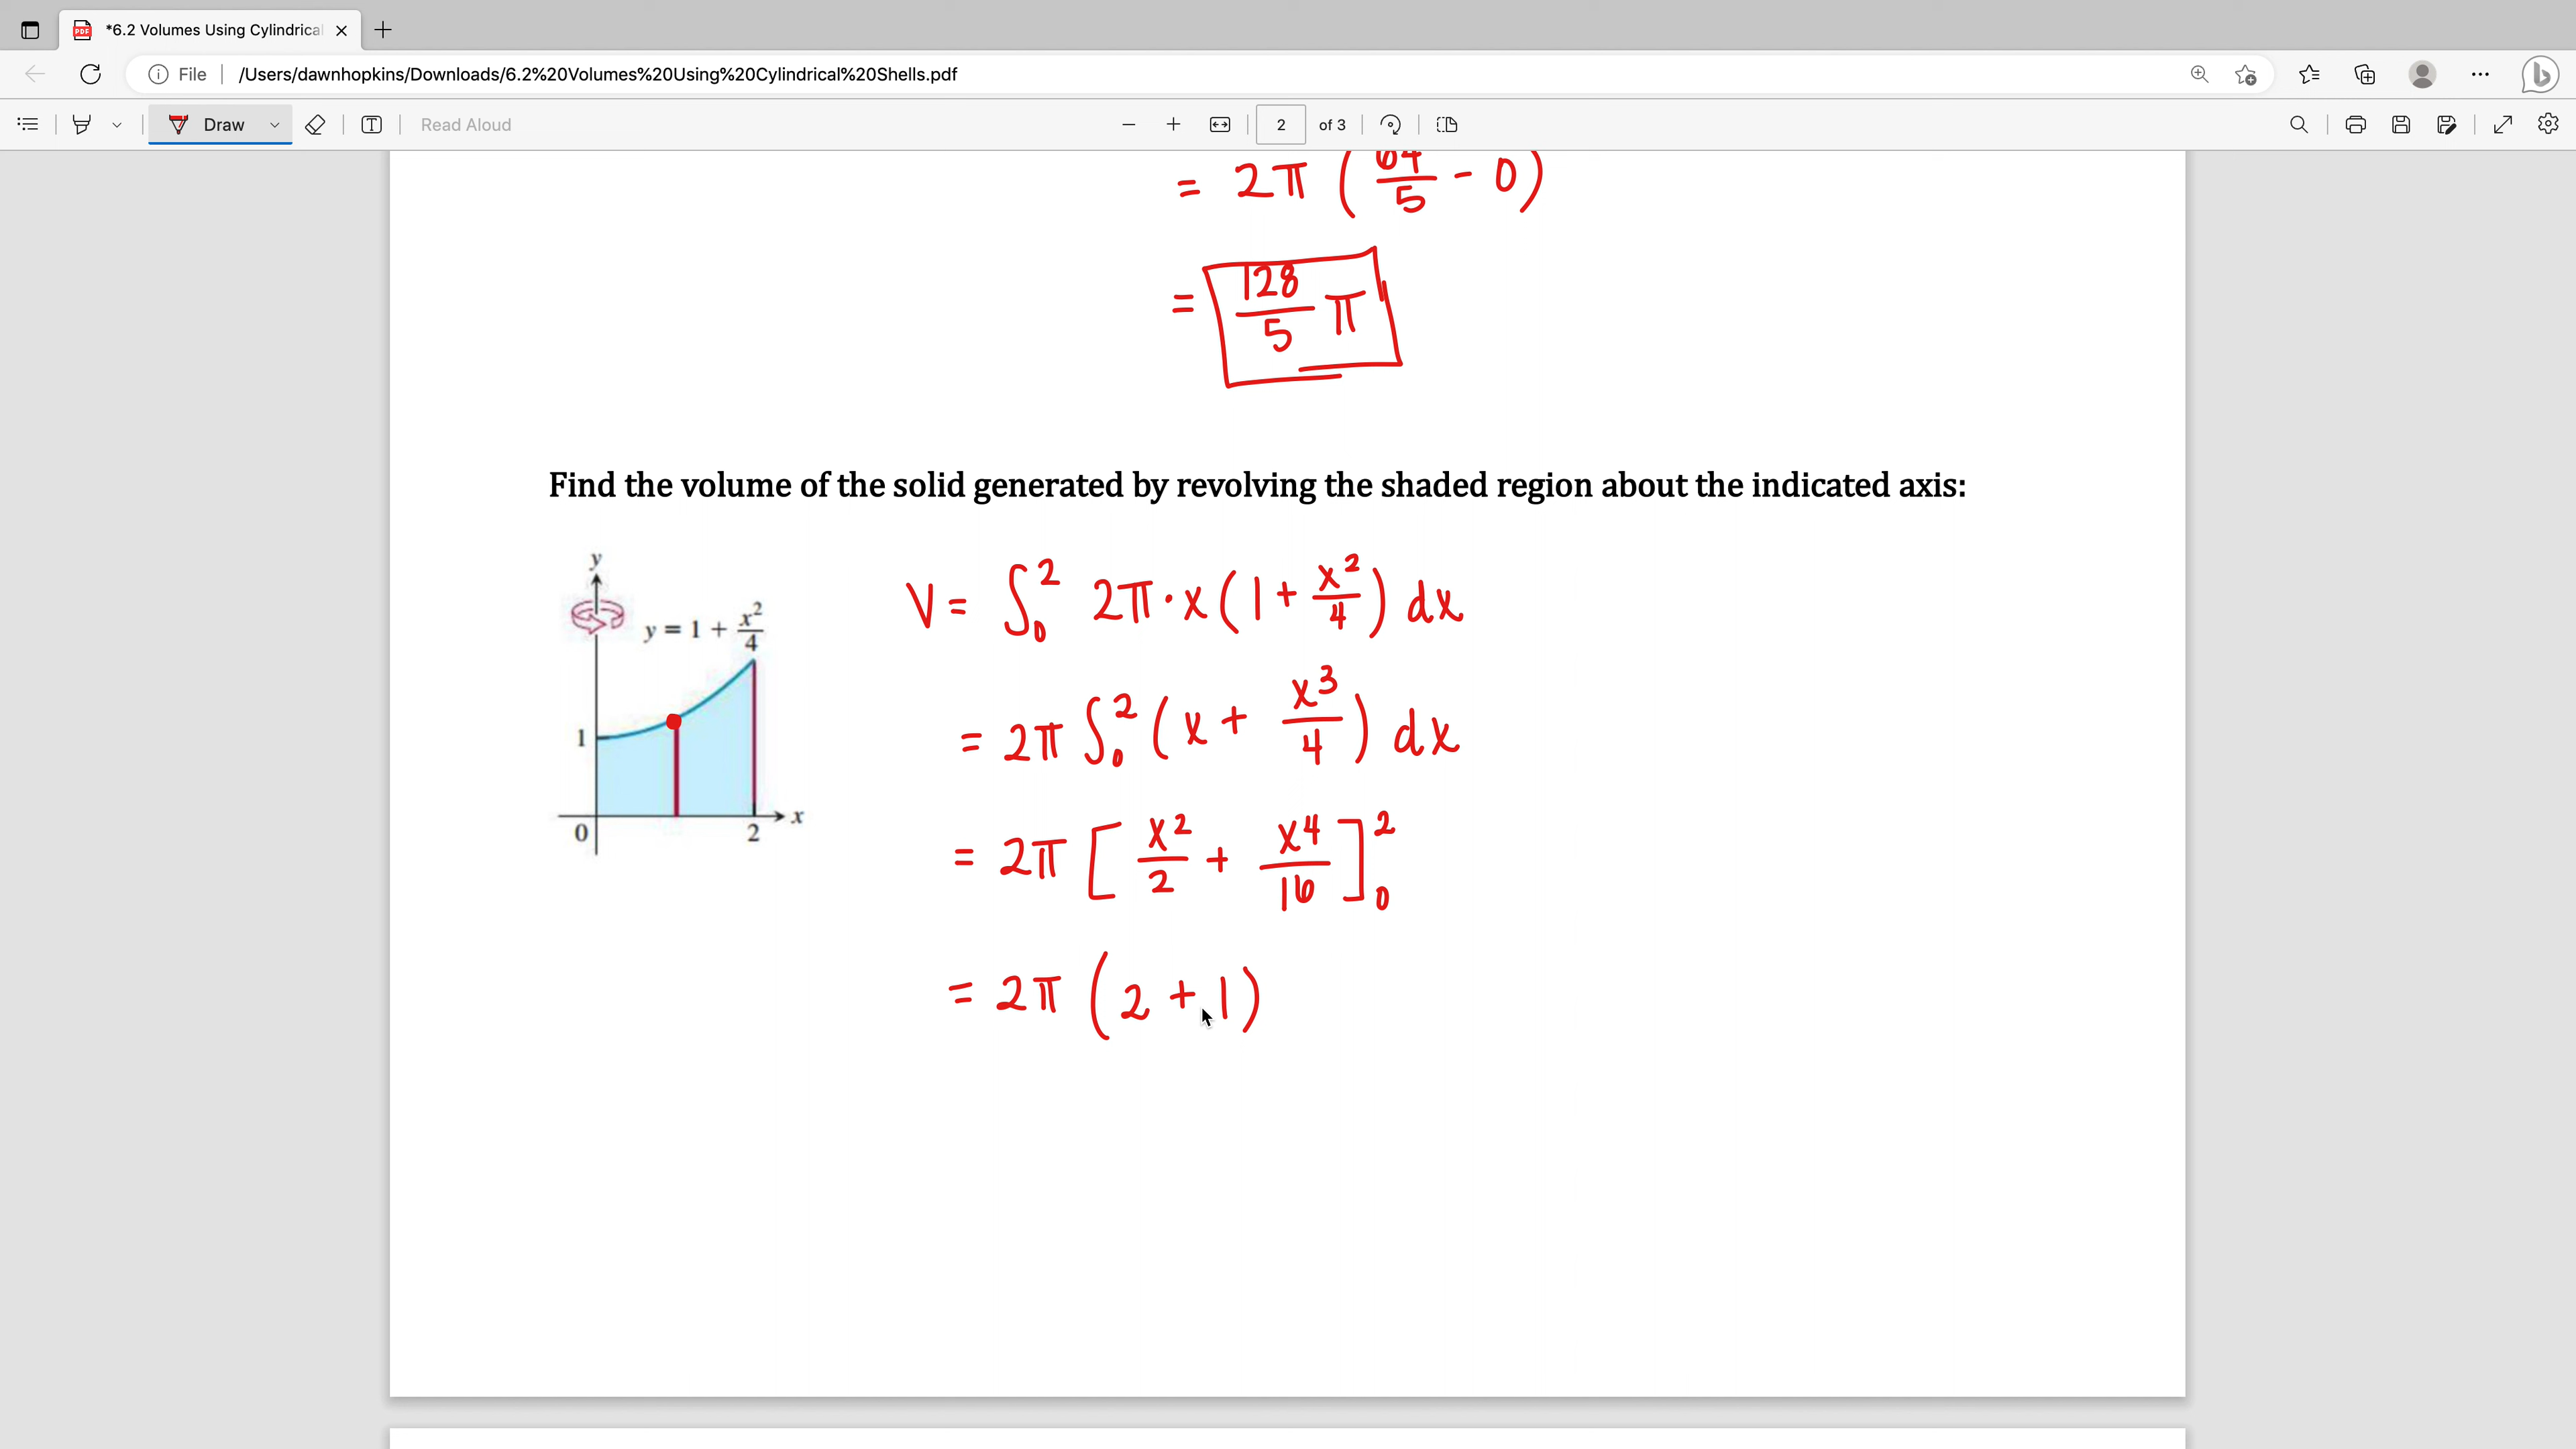 *6.2 Volumes Using Cylindrica
File /Users/dawnhopkins/Downloads/6.2%20Volumes%20Using%20Cylindrical%20Shells.pdf
Draw Read Aloud 2 of 3
= 2π (64/5 - 0)
= 128/5 π
Find the volume of the solid generated by revolving the shaded region about the indicated axis:
y
y = 1 + x²/4
1
0 2 x
V = ∫₀² 2π·x(1 + x²/4) dx
= 2π ∫₀² (x + x³/4) dx
= 2π [x²/2 + x⁴/16]₀²
= 2π (2 + 1)